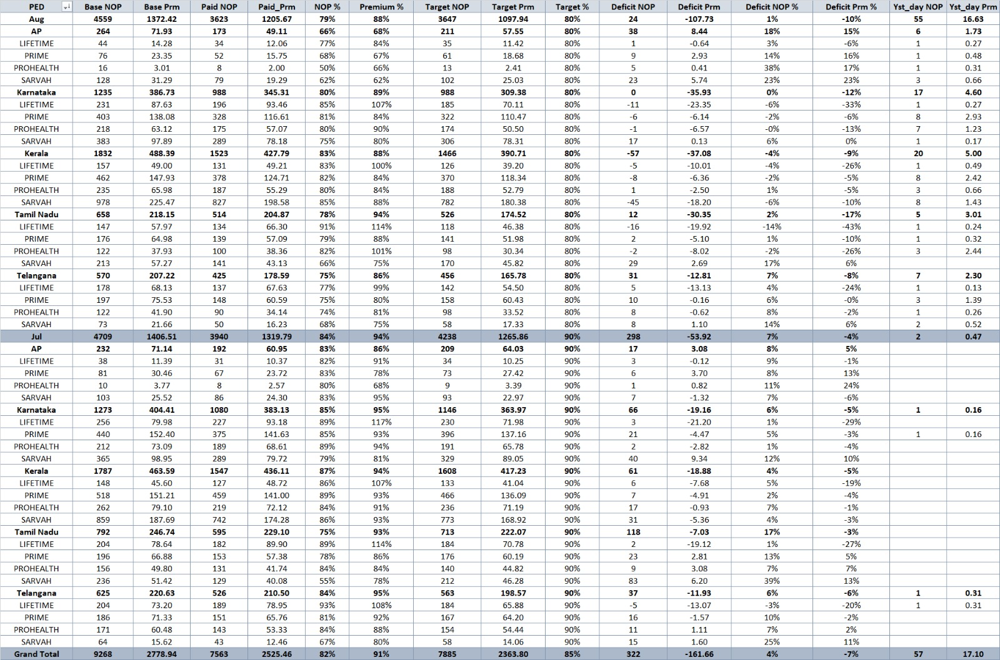 PED Base NOP Base Prm Paid NOP Paid_Prm NOP % Premium % Target NOP Target Prm Target % Deficit NOP Deficit Prm Deficit NOP % Deficit Prm % Yst_day NOP Yst_day Prm
Aug 4559 1372.42 3623 1205.67 79% 88% 3647 1097.94 80% 24 -107.73 1% -10% 55 16.63
AP 264 71.93 173 49.11 66% 68% 211 57.55 80% 38 8.44 18% 15% 6 1.73
LIFETIME 44 14.28 34 12.06 77% 84% 35 11.42 80% 1 -0.64 3% -6% 1 0.27
PRIME 76 23.35 52 15.75 68% 67% 61 18.68 80% 9 2.93 14% 16% 1 0.48
PROHEALTH 16 3.01 8 2.00 50% 66% 13 2.41 80% 5 0.41 38% 17% 1 0.31
SARVAH 128 31.29 79 19.29 62% 62% 102 25.03 80% 23 5.74 23% 23% 3 0.66
Karnataka 1235 386.73 988 345.31 80% 89% 988 309.38 80% 0 -35.93 0% -12% 17 4.60
LIFETIME 231 87.63 196 93.46 85% 107% 185 70.11 80% -11 -23.35 -6% -33% 1 0.27
PRIME 403 138.08 328 116.61 81% 84% 322 110.47 80% -6 -6.14 -2% -6% 8 2.93
PROHEALTH 218 63.12 175 57.07 80% 90% 174 50.50 80% -1 -6.57 -0% -13% 7 1.23
SARVAH 383 97.89 289 78.18 75% 80% 306 78.31 80% 17 0.13 6% 0% 1 0.17
Kerala 1832 488.39 1523 427.79 83% 88% 1466 390.71 80% -57 -37.08 -4% -9% 20 5.00
LIFETIME 157 49.00 131 49.21 83% 100% 126 39.20 80% -5 -10.01 -4% -26% 1 0.49
PRIME 462 147.93 378 124.71 82% 84% 370 118.34 80% -8 -6.36 -2% -5% 8 2.42
PROHEALTH 235 65.98 187 55.29 80% 84% 188 52.79 80% 1 -2.50 1% -5% 3 0.66
SARVAH 978 225.47 827 198.58 85% 88% 782 180.38 80% -45 -18.20 -6% -10% 8 1.43
Tamil Nadu 658 218.15 514 204.87 78% 94% 526 174.52 80% 12 -30.35 2% -17% 5 3.01
LIFETIME 147 57.97 134 66.30 91% 114% 118 46.38 80% -16 -19.92 -14% -43% 1 0.24
PRIME 176 64.98 139 57.09 79% 88% 141 51.98 80% 2 -5.10 1% -10% 1 0.32
PROHEALTH 122 37.93 100 38.36 82% 101% 98 30.34 80% -2 -8.02 -2% -26% 3 2.44
SARVAH 213 57.27 141 43.13 66% 75% 170 45.82 80% 29 2.69 17% 6%
Telangana 570 207.22 425 178.59 75% 86% 456 165.78 80% 31 -12.81 7% -8% 7 2.30
LIFETIME 178 68.13 137 67.63 77% 99% 142 54.50 80% 5 -13.13 4% -24% 1 0.13
PRIME 197 75.53 148 60.59 75% 80% 158 60.43 80% 10 -0.16 6% -0% 3 1.39
PROHEALTH 122 41.90 90 34.14 74% 81% 98 33.52 80% 8 -0.62 8% -2% 1 0.26
SARVAH 73 21.66 50 16.23 68% 75% 58 17.33 80% 8 1.10 14% 6% 2 0.52
Jul 4709 1406.51 3940 1319.79 84% 94% 4238 1265.86 90% 298 -53.92 7% -4% 2 0.47
AP 232 71.14 192 60.95 83% 86% 209 64.03 90% 17 3.08 8% 5%
LIFETIME 38 11.39 31 10.37 82% 91% 34 10.25 90% 3 -0.12 9% -1%
PRIME 81 30.46 67 23.72 83% 78% 73 27.42 90% 6 3.70 8% 13%
PROHEALTH 10 3.77 8 2.57 80% 68% 9 3.39 90% 1 0.82 11% 24%
SARVAH 103 25.52 86 24.30 83% 95% 93 22.97 90% 7 -1.32 7% -6%
Karnataka 1273 404.41 1080 383.13 85% 95% 1146 363.97 90% 66 -19.16 6% -5% 1 0.16
LIFETIME 256 79.98 227 93.18 89% 117% 230 71.98 90% 3 -21.20 1% -29%
PRIME 440 152.40 375 141.63 85% 93% 396 137.16 90% 21 -4.47 5% -3% 1 0.16
PROHEALTH 212 73.09 189 68.61 89% 94% 191 65.78 90% 2 -2.82 1% -4%
SARVAH 365 98.95 289 79.72 79% 81% 329 89.05 90% 40 9.34 12% 10%
Kerala 1787 463.59 1547 436.11 87% 94% 1608 417.23 90% 61 -18.88 4% -5%
LIFETIME 148 45.60 127 48.72 86% 107% 133 41.04 90% 6 -7.68 5% -19%
PRIME 518 151.21 459 141.00 89% 93% 466 136.09 90% 7 -4.91 2% -4%
PROHEALTH 262 79.10 219 72.12 84% 91% 236 71.19 90% 17 -0.93 7% -1%
SARVAH 859 187.69 742 174.28 86% 93% 773 168.92 90% 31 -5.36 4% -3%
Tamil Nadu 792 246.74 595 229.10 75% 93% 713 222.07 90% 118 -7.03 17% -3%
LIFETIME 204 78.64 182 89.90 89% 114% 184 70.78 90% 2 -19.12 1% -27%
PRIME 196 66.88 153 57.38 78% 86% 176 60.19 90% 23 2.81 13% 5%
PROHEALTH 156 49.80 131 41.74 84% 84% 140 44.82 90% 9 3.08 7% 7%
SARVAH 236 51.42 129 40.08 55% 78% 212 46.28 90% 83 6.20 39% 13%
Telangana 625 220.63 526 210.50 84% 95% 563 198.57 90% 37 -11.93 6% -6% 1 0.31
LIFETIME 204 73.20 189 78.95 93% 108% 184 65.88 90% -5 -13.07 -3% -20% 1 0.31
PRIME 186 71.33 151 65.76 81% 92% 167 64.20 90% 16 -1.57 10% -2%
PROHEALTH 171 60.48 143 53.33 84% 88% 154 54.44 90% 11 1.11 7% 2%
SARVAH 64 15.62 43 12.46 67% 80% 58 14.06 90% 15 1.60 25% 11%
Grand Total 9268 2778.94 7563 2525.46 82% 91% 7885 2363.80 85% 322 -161.66 4% -7% 57 17.10